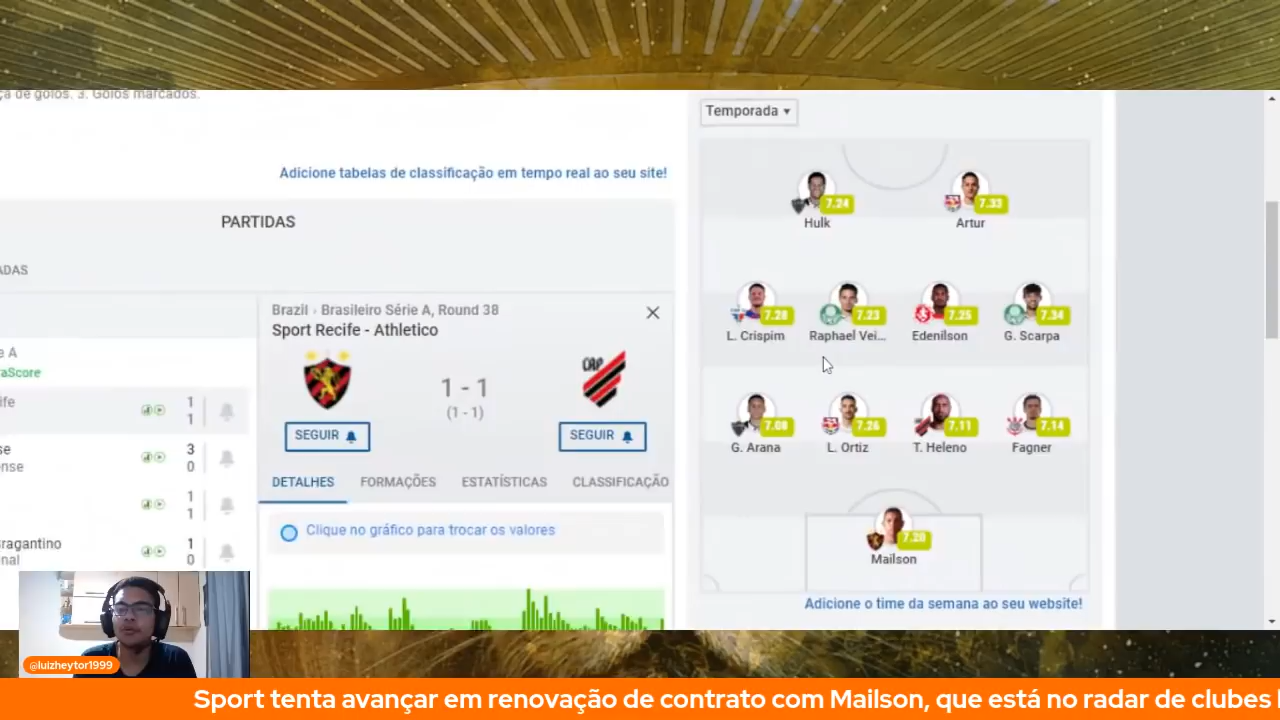 ça de golos. 3. Golos marcados.
Adicione tabelas de classificação em tempo real ao seu site!
PARTIDAS
ADAS
Brazil › Brasileiro Série A, Round 38
Sport Recife - Athletico
e A
aScore
ife
1
1
se
3
ense
0
1
1
ragantino
1
nal
0
CAP
1 - 1
(1 - 1)
SEGUIR
SEGUIR
DETALHES FORMAÇÕES ESTATÍSTICAS CLASSIFICAÇÃO
Clique no gráfico para trocar os valores
Temporada
7.24 7.33
Hulk Artur
7.28 7.23 7.25 7.34
L. Crispim Raphael Vei... Edenilson G. Scarpa
7.08 7.26 7.11 7.14
G. Arana L. Ortiz T. Heleno Fagner
7.20
Mailson
Adicione o time da semana ao seu website!
@luizheytor1999
Sport tenta avançar em renovação de contrato com Mailson, que está no radar de clubes